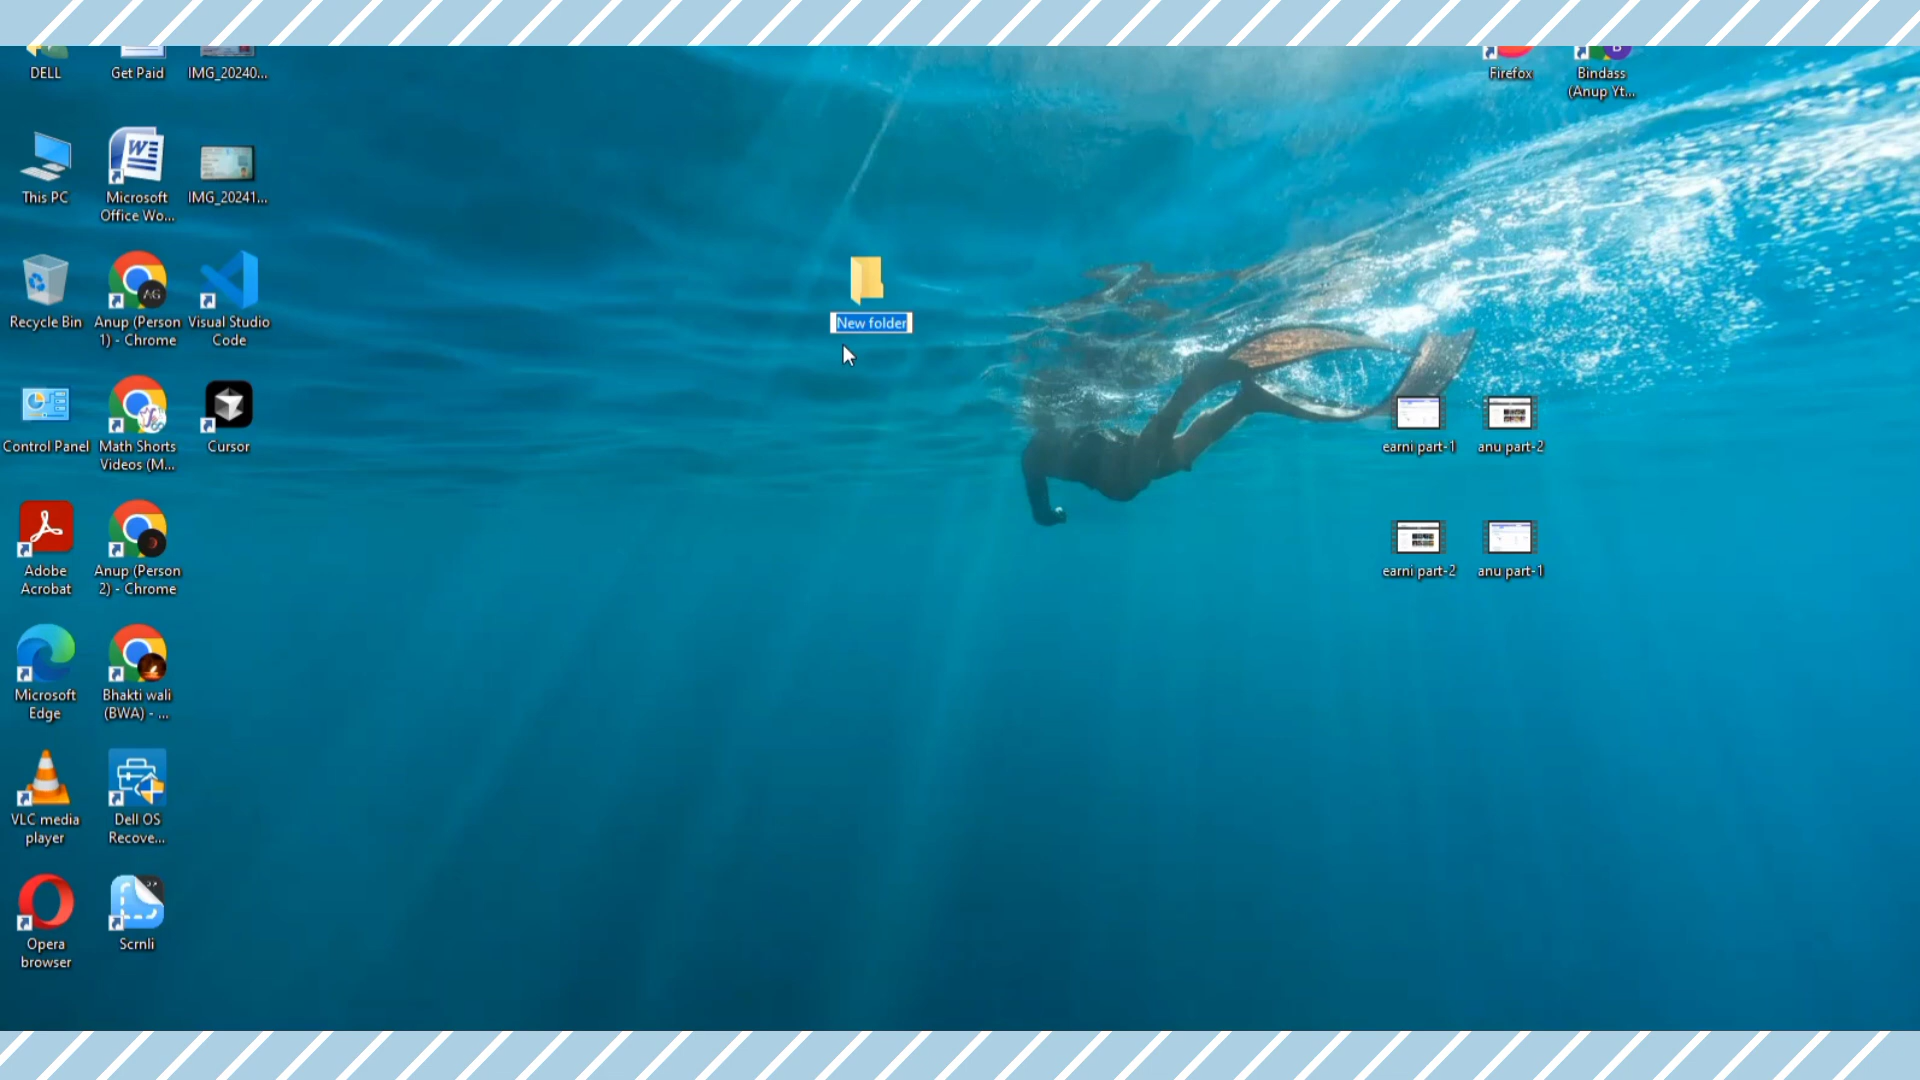 DELL
Get Paid
IMG_20240...
Firefox
Bindass
(Anup Yt...
This PC
Microsoft
Office Wo...
IMG_20241...
Recycle Bin
Anup (Person
1) - Chrome
Visual Studio
Code
New folder
Control Panel
Math Shorts
Videos (M...
Cursor
earni part-1
anu part-2
Adobe
Acrobat
Anup (Person
2) - Chrome
earni part-2
anu part-1
Microsoft
Edge
Bhakti wali
(BWA) - ...
VLC media
player
Dell OS
Recove...
Opera
browser
Scrnli